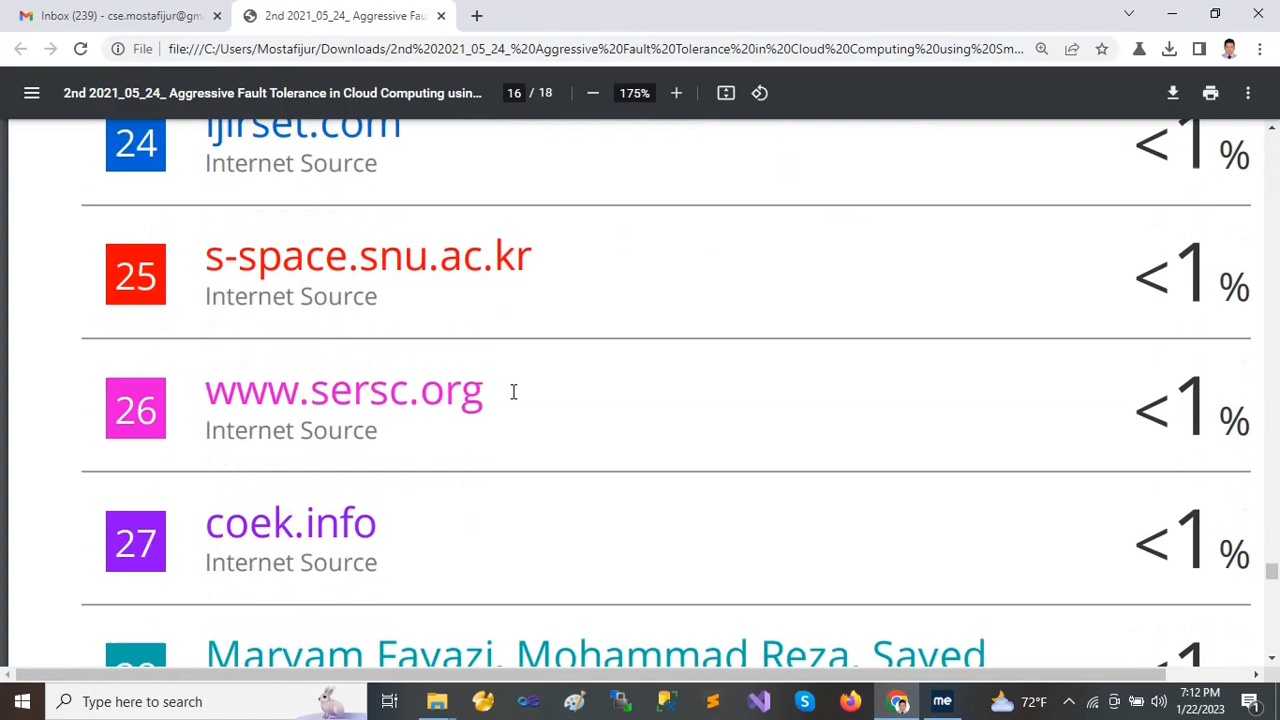 Inbox (239) - cse.mostafijur@gm
2nd 2021_05_24_ Aggressive Fau
File
file:///C:/Users/Mostafijur/Downloads/2nd%202021_05_24_%20Aggressive%20Fault%20Tolerance%20in%20Cloud%20Computing%20using%20Sm...
2nd 2021_05_24_ Aggressive Fault Tolerance in Cloud Computing usin...
16 / 18
175%
24 ijirset.com <1 %
Internet Source
25 s-space.snu.ac.kr <1 %
Internet Source
26 www.sersc.org <1 %
Internet Source
27 coek.info <1 %
Internet Source
Maryam Fayazi, Mohammad Reza, Sayed <1
Type here to search
me
72°F
7:12 PM
1/22/2023
1